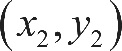 (x₂, y₂)